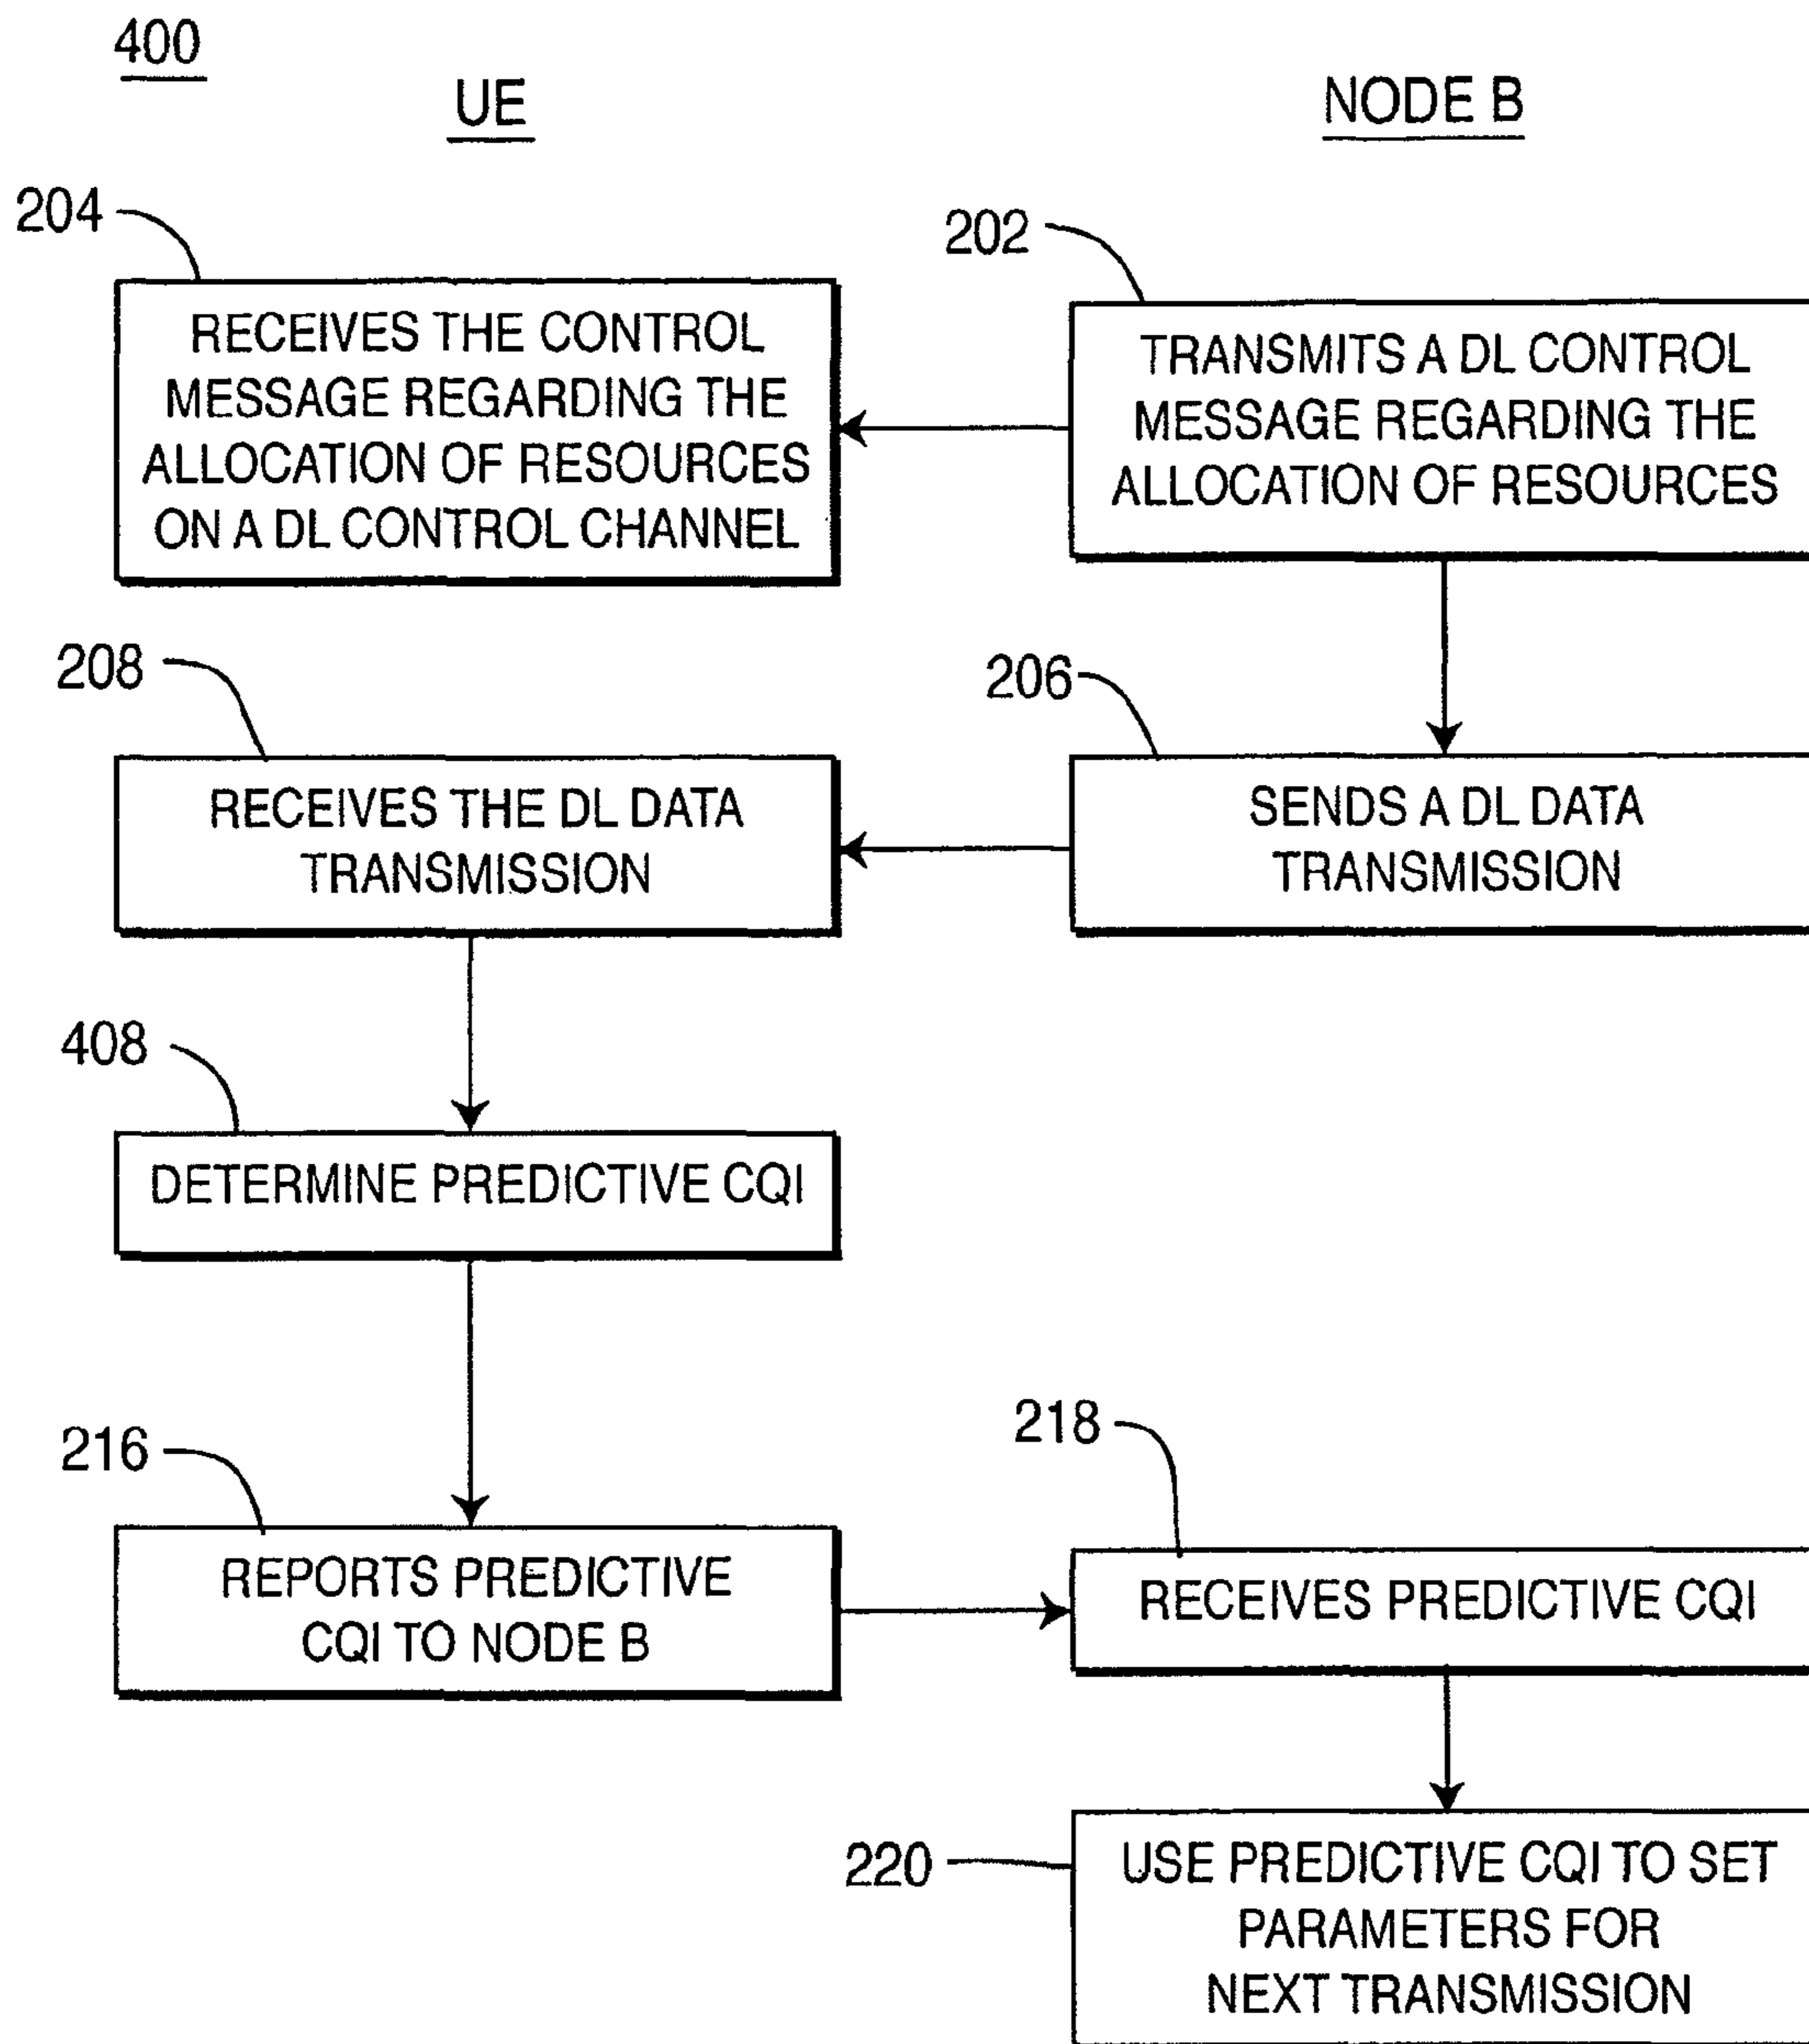 400
UE
NODE B
204
202
RECEIVES THE CONTROL
MESSAGE REGARDING THE
ALLOCATION OF RESOURCES
ON A DL CONTROL CHANNEL
TRANSMITS A DL CONTROL
MESSAGE REGARDING THE
ALLOCATION OF RESOURCES
208
206
RECEIVES THE DL DATA
TRANSMISSION
SENDS A DL DATA
TRANSMISSION
408
DETERMINE PREDICTIVE CQI
216
218
REPORTS PREDICTIVE
CQI TO NODE B
RECEIVES PREDICTIVE CQI
220
USE PREDICTIVE CQI TO SET
PARAMETERS FOR
NEXT TRANSMISSION